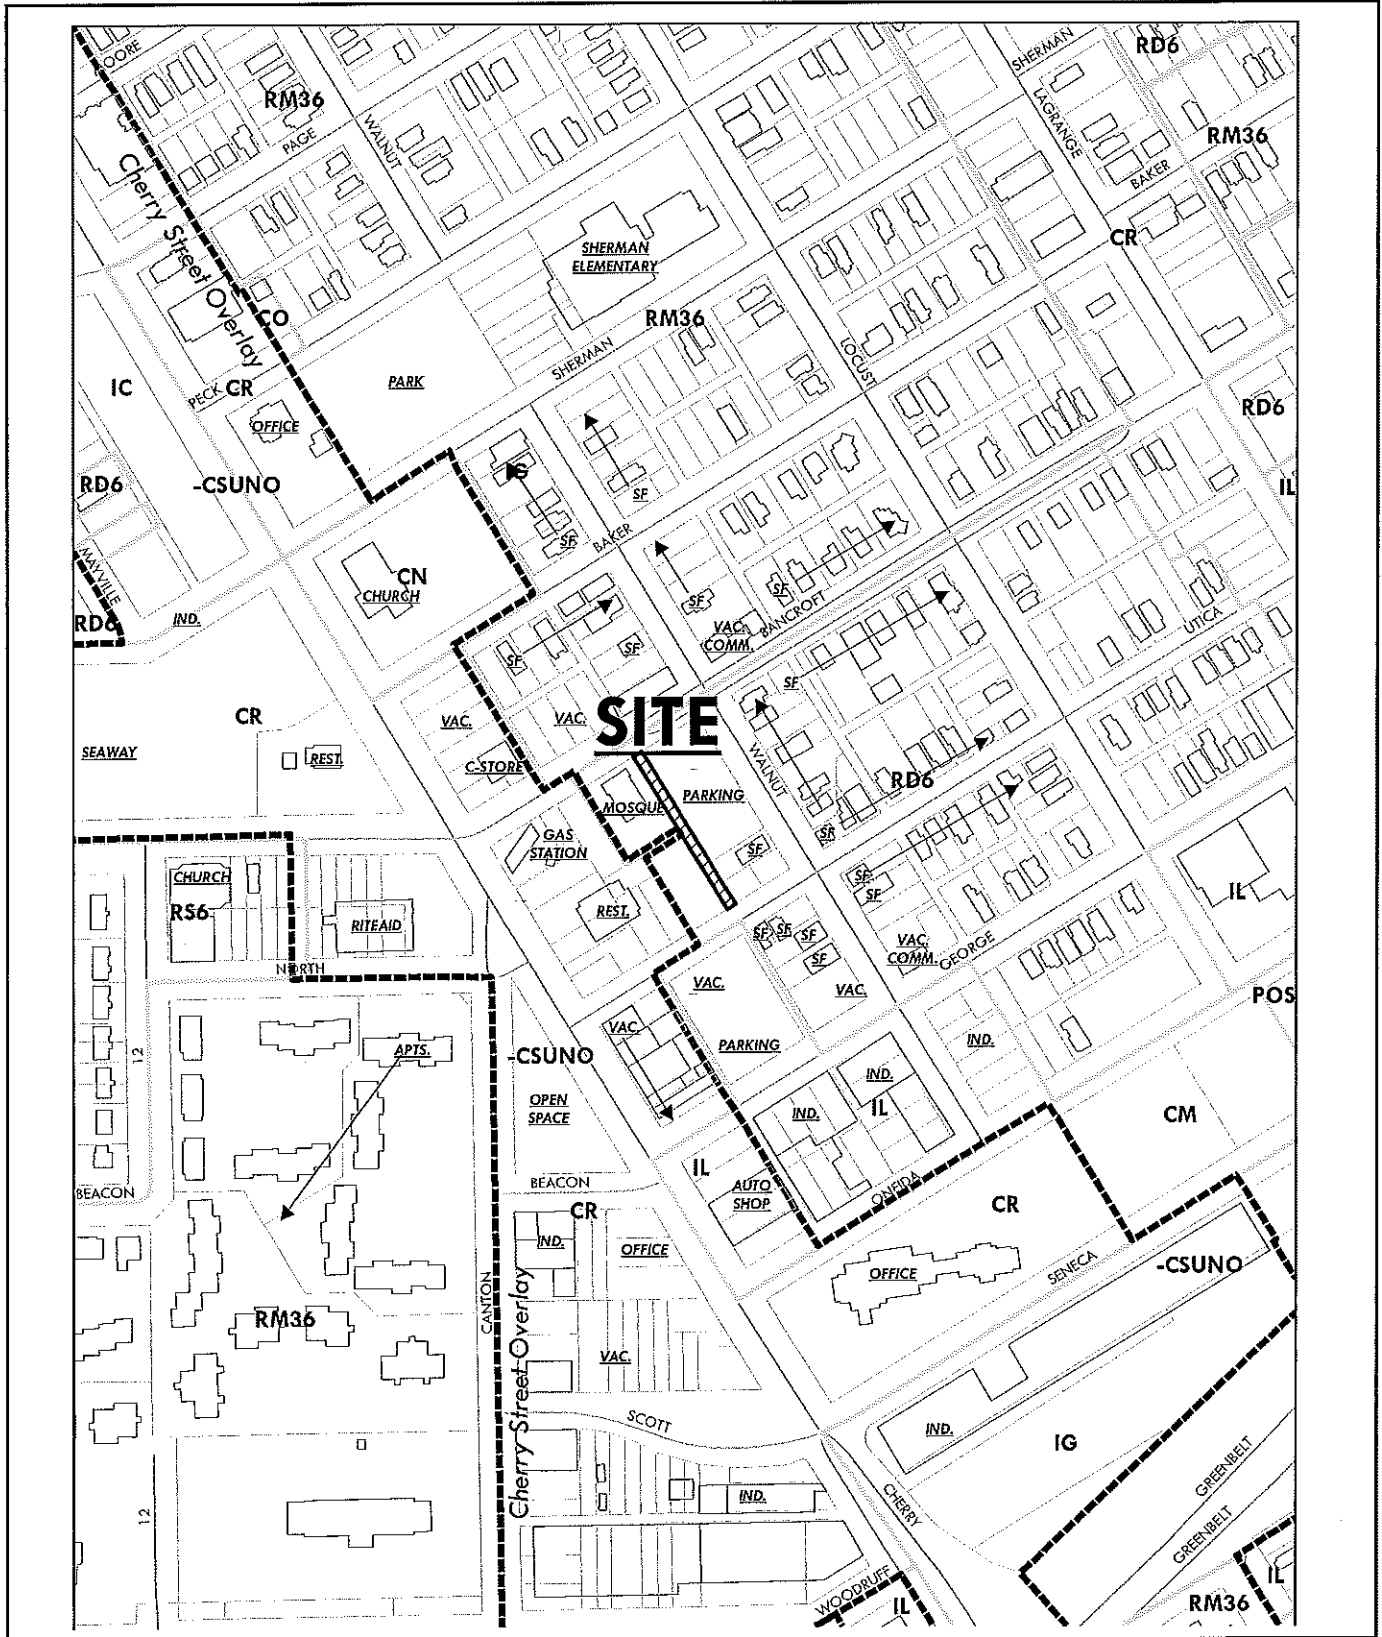 MOORE
RM36
WALNUT
PAGE
Cherry Street Overlay
SHERMAN
RD6
LAGRANGE
RM36
BAKER
CR
SHERMAN
ELEMENTARY
RM36
SHERMAN
LOCUST
CO
PARK
IC
PECK
CR
OFFICE
RD6
-CSUNO
IG
SF
SF
BAKER
RD6
IL
MAYVILLE
RD6
IND.
CN
CHURCH
SF
SF
SF
SF
VAC.
COMM.
BANCROFT
SF
UTICA
CR
SEAWAY
REST.
VAC.
VAC.
C-STORE
SITE
WALNUT
MOSQUE
PARKING
RD6
GAS
STATION
SF
SF
SF
SF
CHURCH
RS6
RITEAID
NORTH
REST.
SF
SF
SF
SF
VAC.
COMM.
GEORGE
IL
VAC.
VAC.
POS
12
APTS.
-CSUNO
VAC.
PARKING
IND.
OPEN
SPACE
IND.
IND.
IL
CM
BEACON
BEACON
IL
AUTO
SHOP
ONEIDA
CR
CR
IND.
OFFICE
OFFICE
SENECA
-CSUNO
RM36
CANTON
Cherry Street Overlay
VAC.
SCOTT
IND.
IG
12
IND.
CHERRY
GREENBELT
GREENBELT
WOODRUFF
IL
IL
RM36